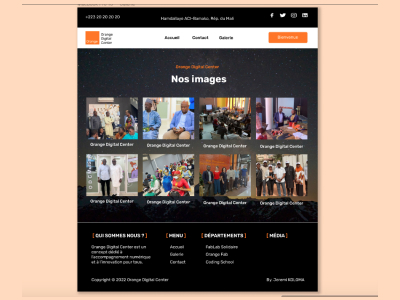 +223 20 20 20 20
Hamdallaye ACI-Bamako, Rép. du Mali
Orange
Digital
Center
Orange
Accueil
Contact
Galerie
Bienvenue
Orange Digital Center
Nos images
Orange Digital Center
Orange Digital Center
Orange Digital Center
Orange Digital Center
Orange Digital Center
Orange Digital Center
Orange Digital Center
Orange Digital Center
[ QUI SOMMES NOUS ? ]
Orange Digital Center est un
concept dédié à
l'accompagnement numérique
et à l'innovation pour tous.
[ MENU ]
Accueil
Galerie
Contact
[ DÉPARTEMENTS ]
FabLab Solidaire
Orange Fab
Coding School
[ MÉDIA ]
Copyright © 2022 Orange Digital Center
By. Jeremi KELOMA